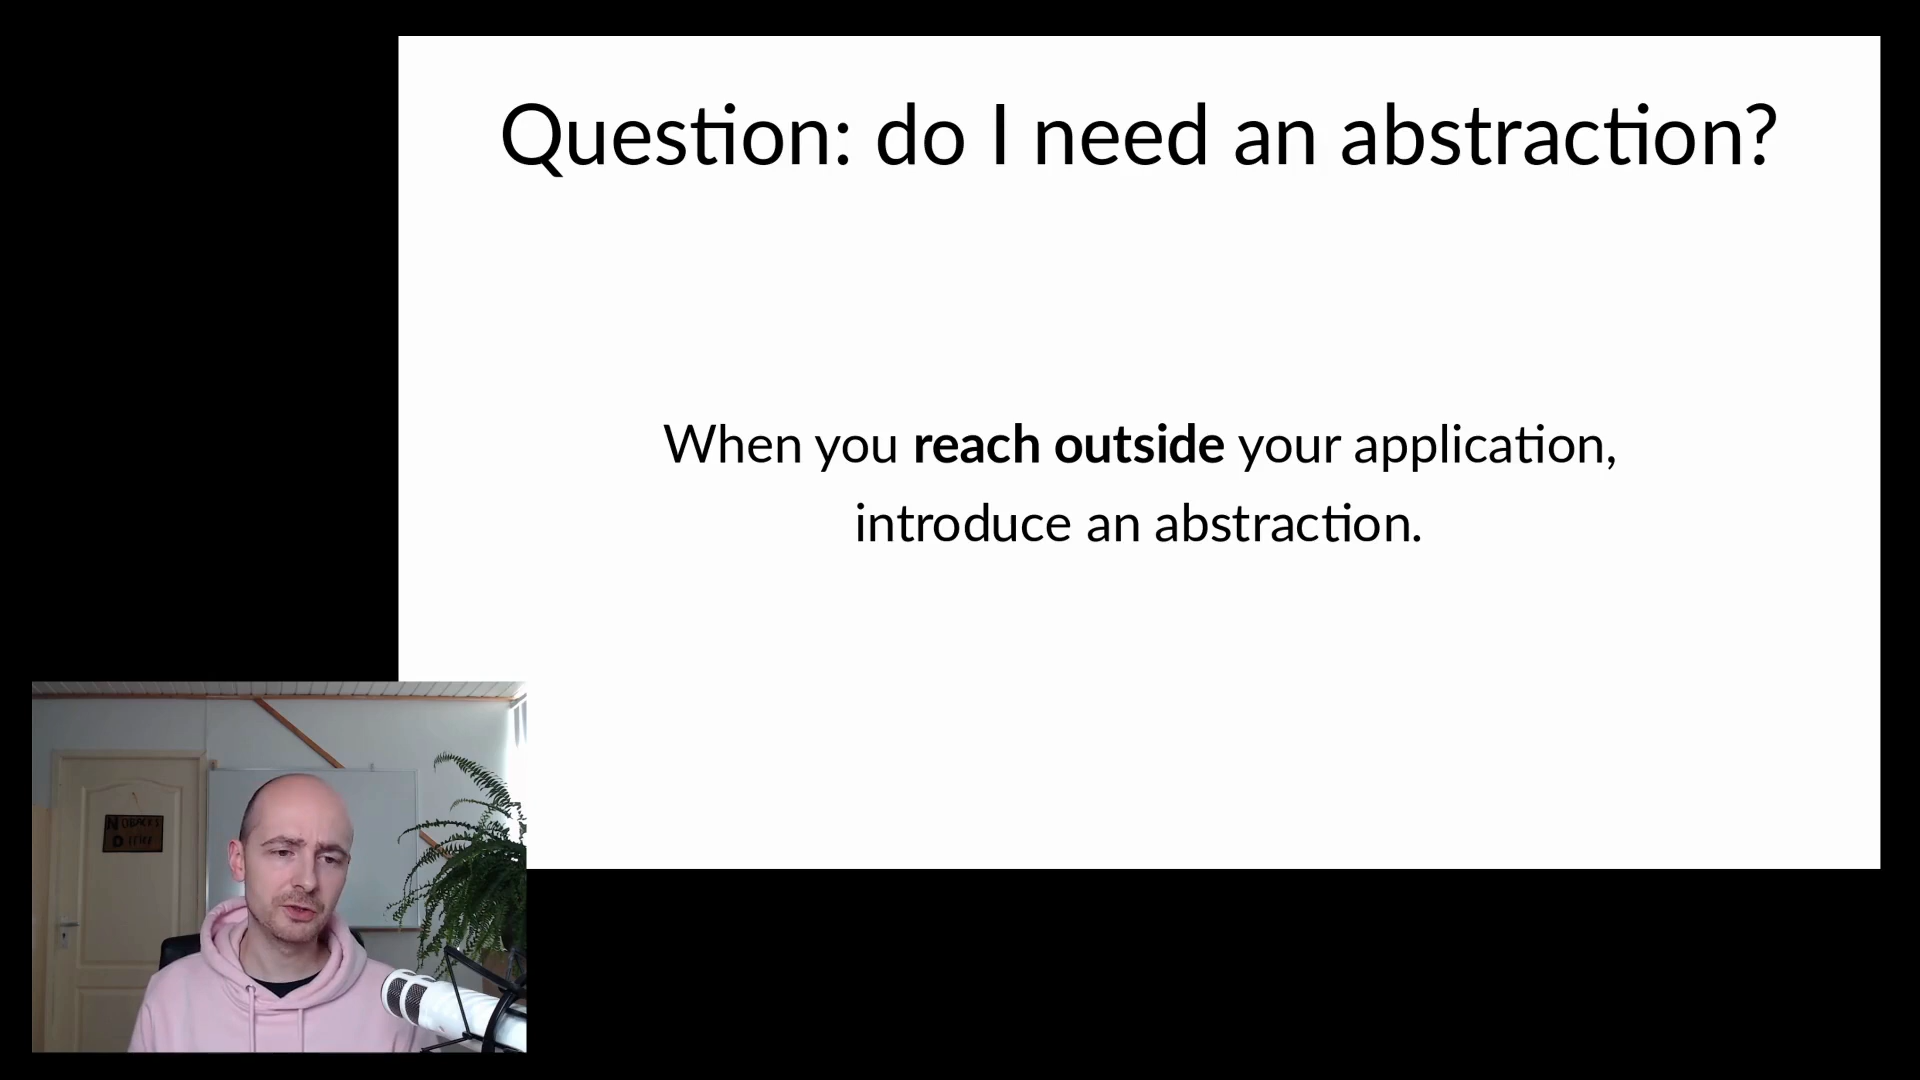 Question: do I need an abstraction?
When you reach outside your application,
introduce an abstraction.